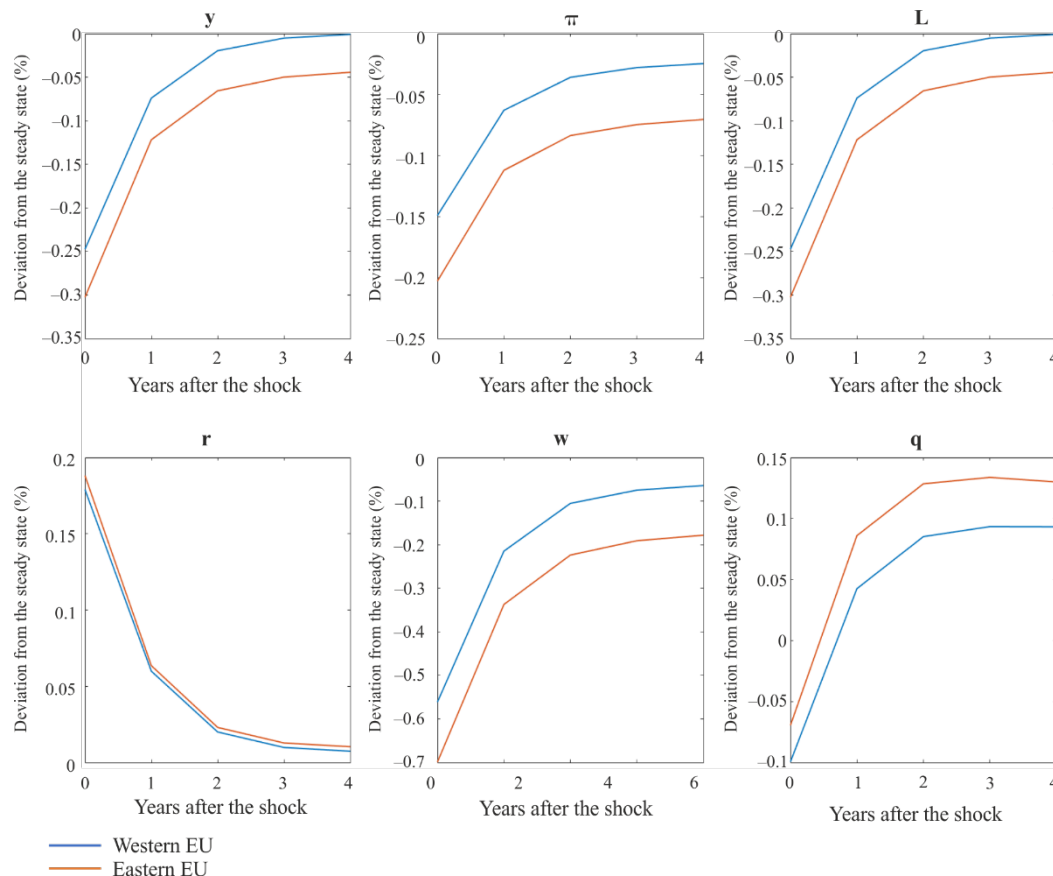 y
Deviation from the steady state (%)
0
–0.05
–0.1
–0.15
–0.2
–0.25
–0.3
–0.35
0 1 2 3 4
Years after the shock
π
Deviation from the steady state (%)
0
–0.05
–0.1
–0.15
–0.2
–0.25
0 1 2 3 4
Years after the shock
L
Deviation from the steady state (%)
0
–0.05
–0.1
–0.15
–0.2
–0.25
–0.3
–0.35
0 1 2 3 4
Years after the shock
r
Deviation from the steady state (%)
0.2
0.15
0.1
0.05
0
0 1 2 3 4
Years after the shock
w
Deviation from the steady state (%)
0
–0.1
–0.2
–0.3
–0.4
–0.5
–0.6
–0.7
0 2 4 6
Years after the shock
q
Deviation from the steady state (%)
0.15
0.1
0.05
0
–0.05
–0.1
0 1 2 3 4
Years after the shock
Western EU
Eastern EU